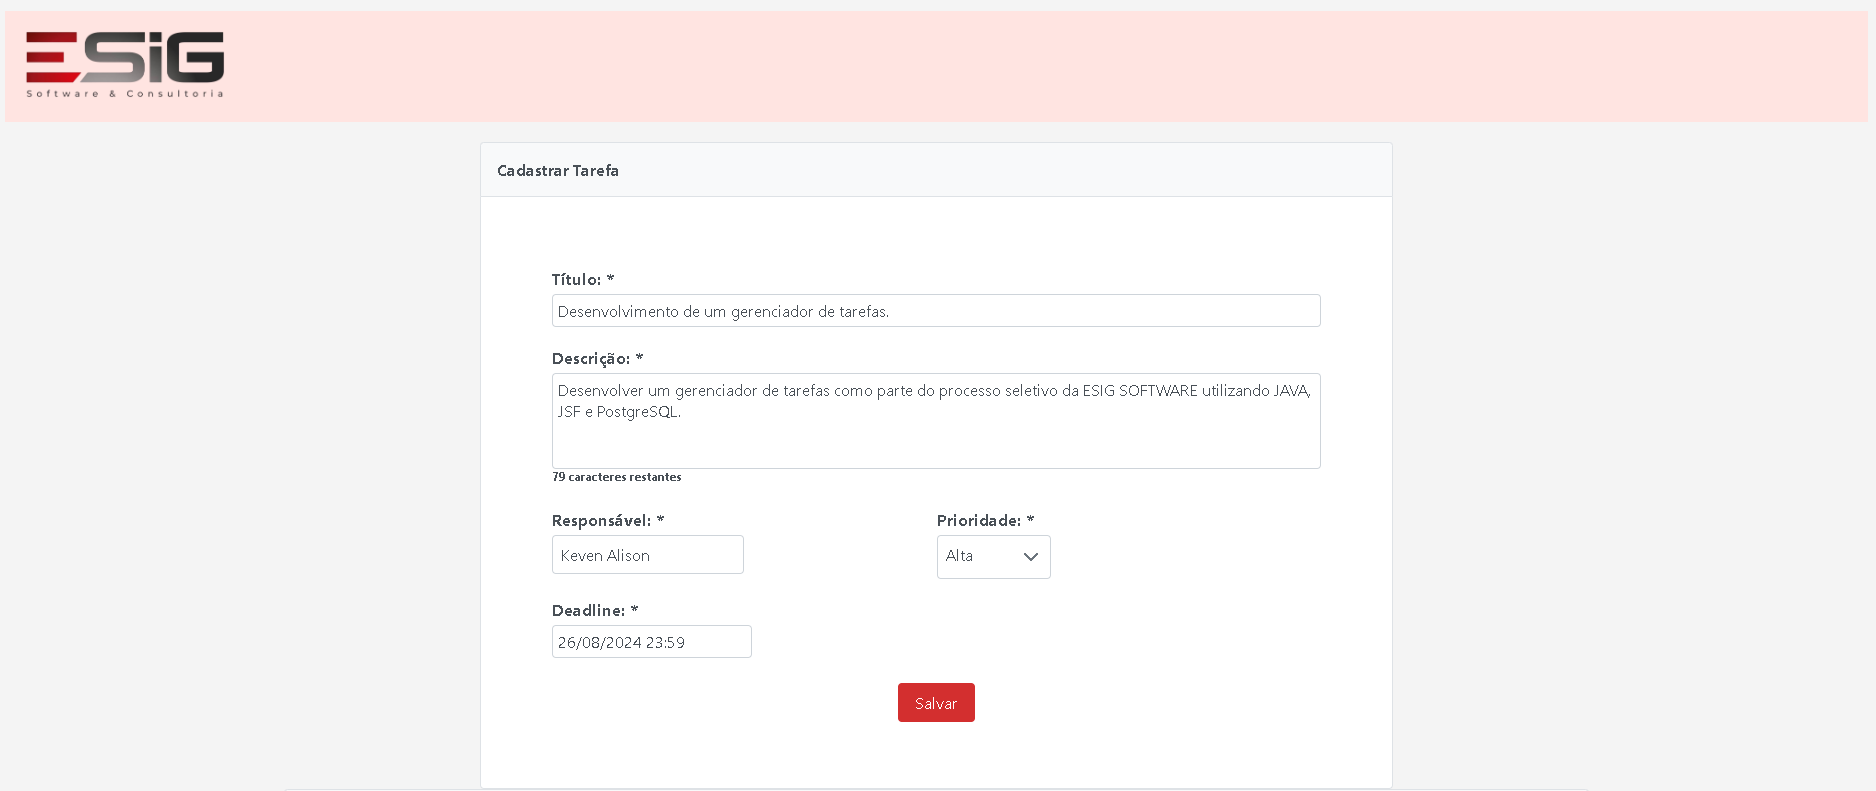 ESiG
Software & Consultoria
Cadastrar Tarefa
Título: *
Desenvolvimento de um gerenciador de tarefas.
Descrição: *
Desenvolver um gerenciador de tarefas como parte do processo seletivo da ESIG SOFTWARE utilizando JAVA,
JSF e PostgreSQL.
79 caracteres restantes
Responsável: *
Prioridade: *
Keven Alison
Alta
Deadline: *
26/08/2024 23:59
Salvar